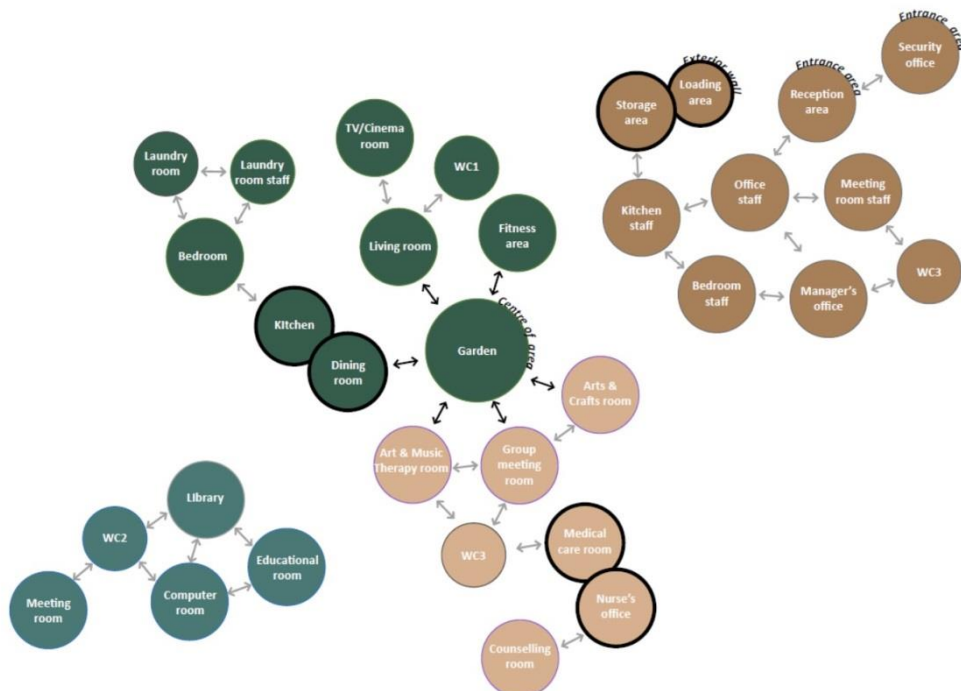 Entrance area
Security
office
Entrance area
Reception
area
Exterior wall
Loading
area
Storage
area
TV/Cinema
room
WC1
Laundry
room
Laundry
room staff
Office
staff
Meeting
room staff
Kitchen
staff
Fitness
area
Living room
Bedroom
WC3
Bedroom
staff
Manager's
office
KItchen
Centre of area
Garden
Dining
room
Arts &
Crafts room
Art & Music
Therapy room
Group
meeting
room
LIbrary
WC2
Educational
room
Computer
room
Meeting
room
WC3
Medical
care room
Nurse's
office
Counselling
room